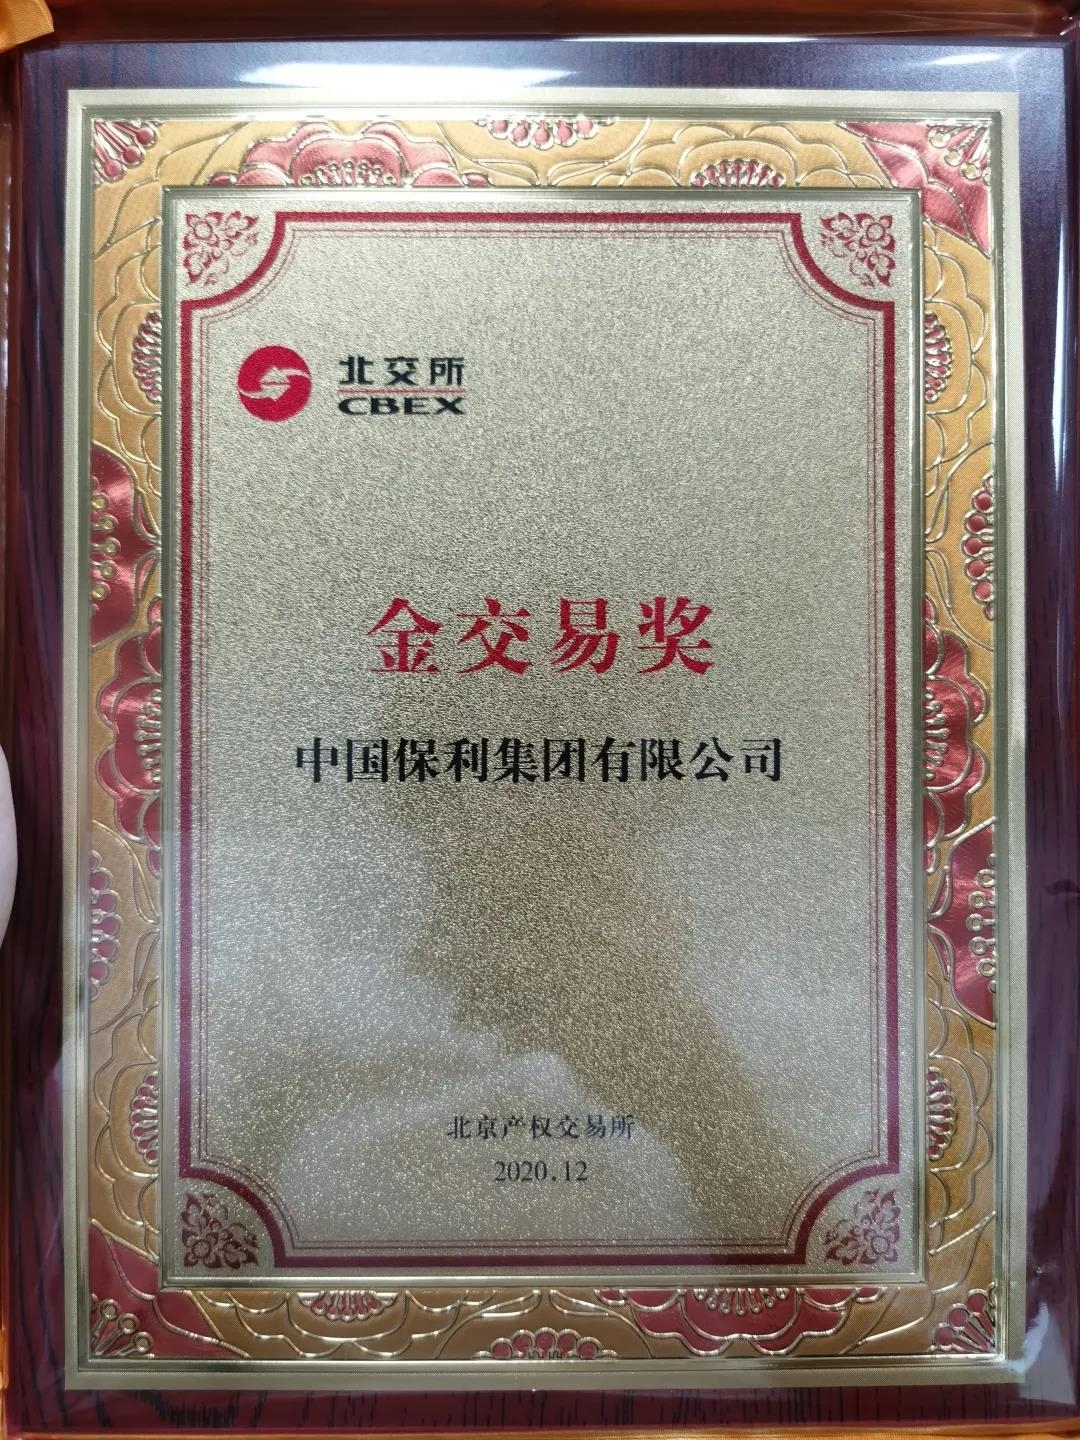 北交所
CBEX
金交易奖
中国保利集团有限公司
北京产权交易所
2020.12